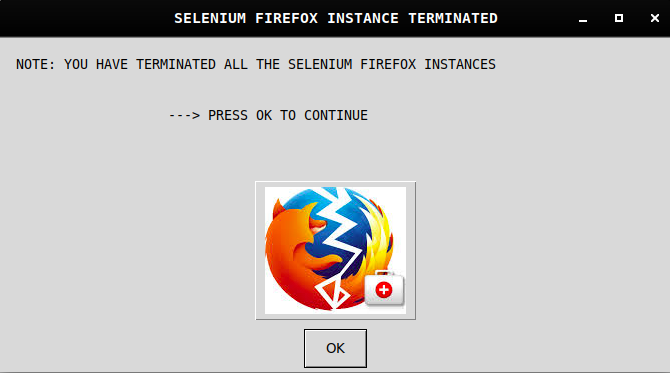 SELENIUM FIREFOX INSTANCE TERMINATED
NOTE: YOU HAVE TERMINATED ALL THE SELENIUM FIREFOX INSTANCES
---> PRESS OK TO CONTINUE
OK